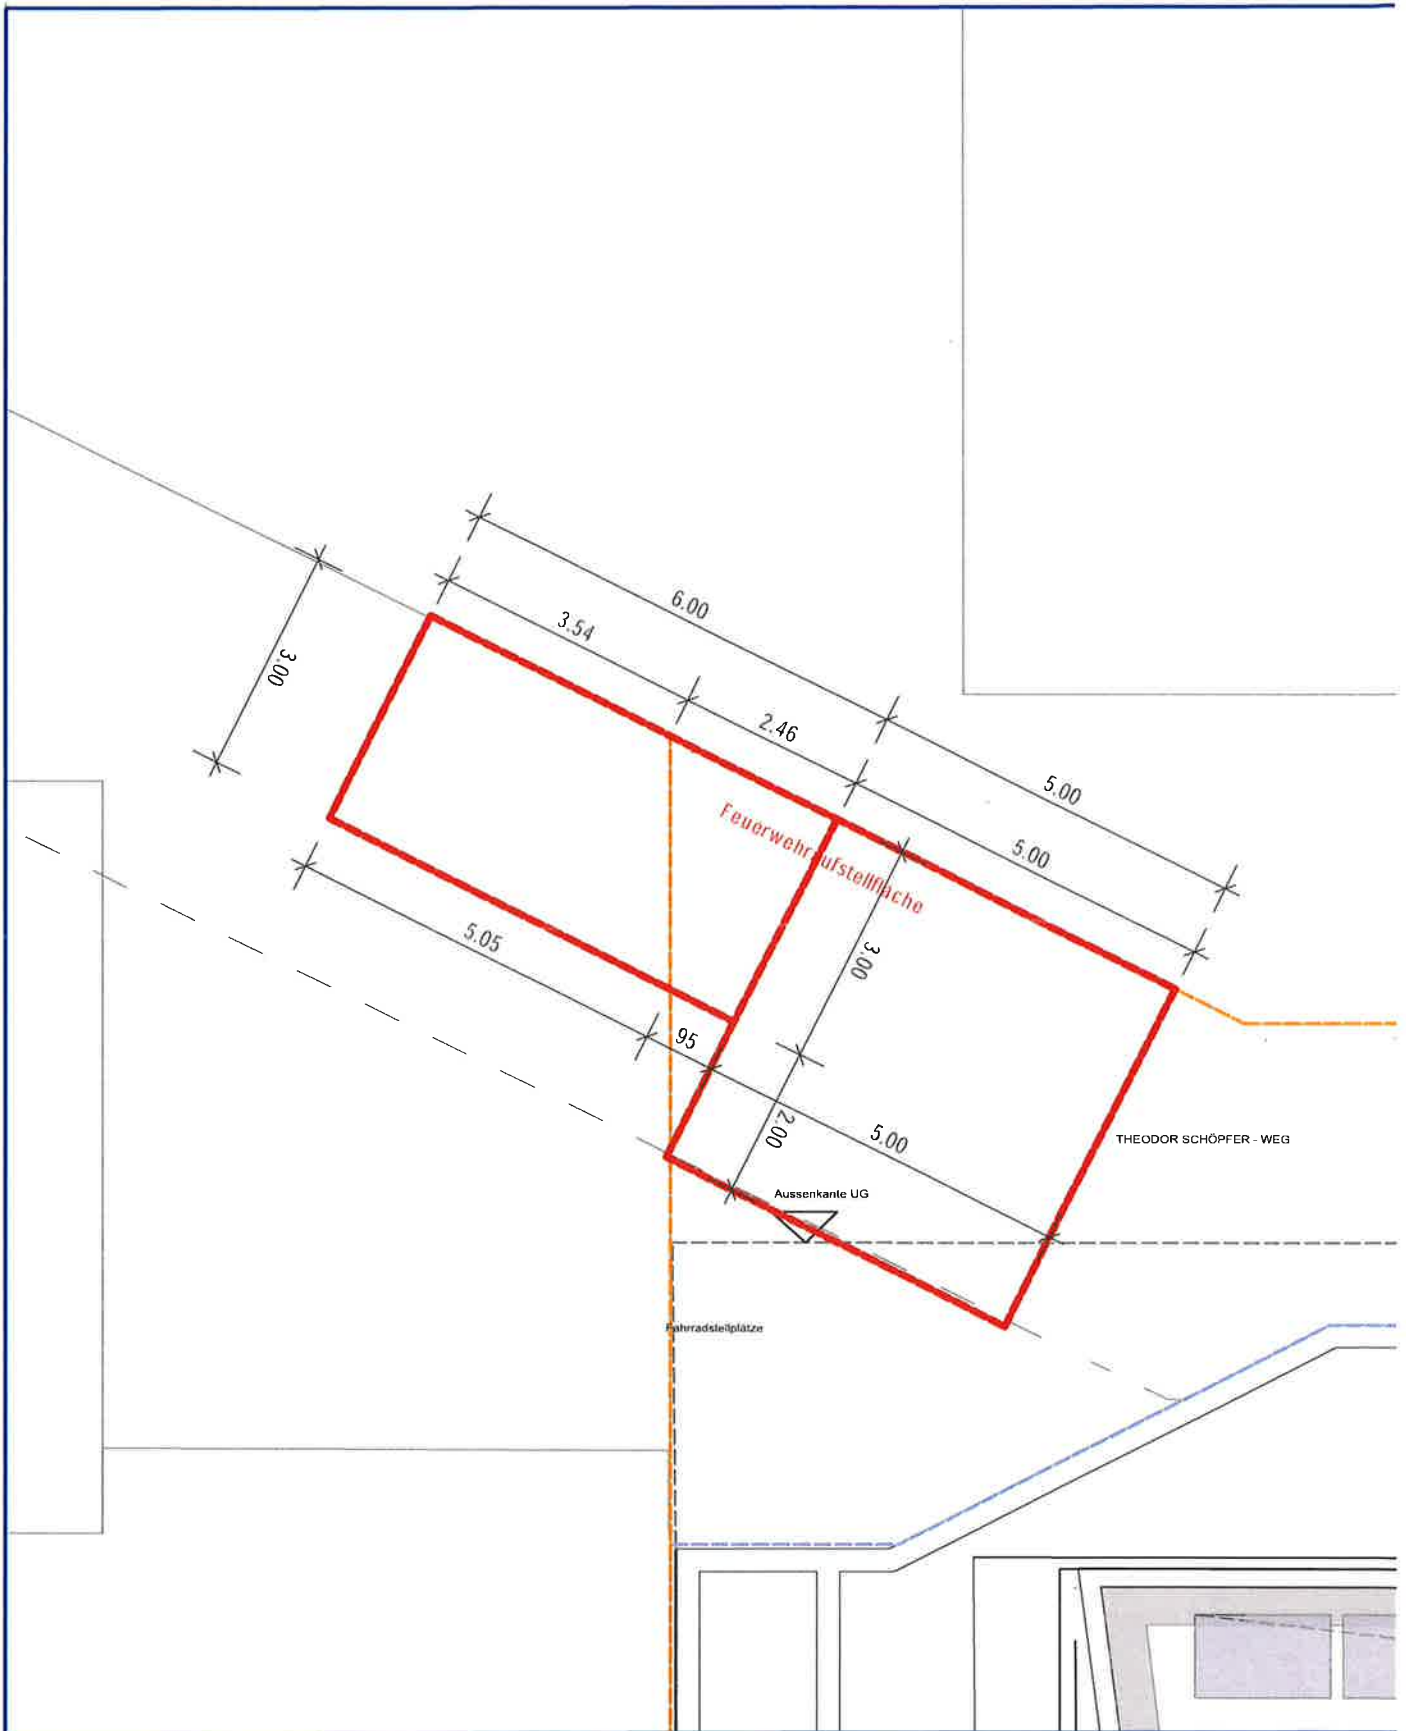 6.00
3.54
3.00
2.46
5.00
Feuerwehraufstellfläche
5.00
5.05
3.00
95
2.00
5.00
THEODOR SCHÖPFER - WEG
Aussenkante UG
Fahrradstellplätze